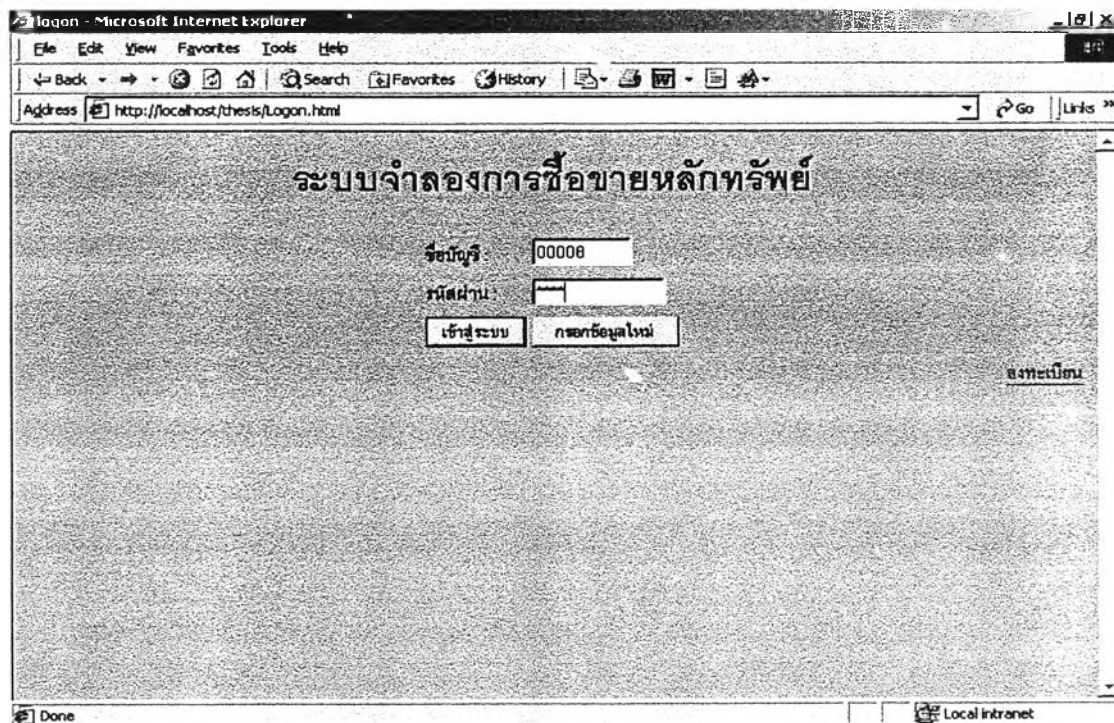 logon - Microsoft Internet Explorer
File Edit View Favorites Tools Help
Back Search Favorites History
Address http://localhost/thesis/Logon.html Go Links »
ระบบจำลองการซื้อขายหลักทรัพย์
ชื่อบัญชี : 00006
รหัสผ่าน : *****
เข้าสู่ระบบ กรอกข้อมูลใหม่
ลงทะเบียน
Done Local intranet